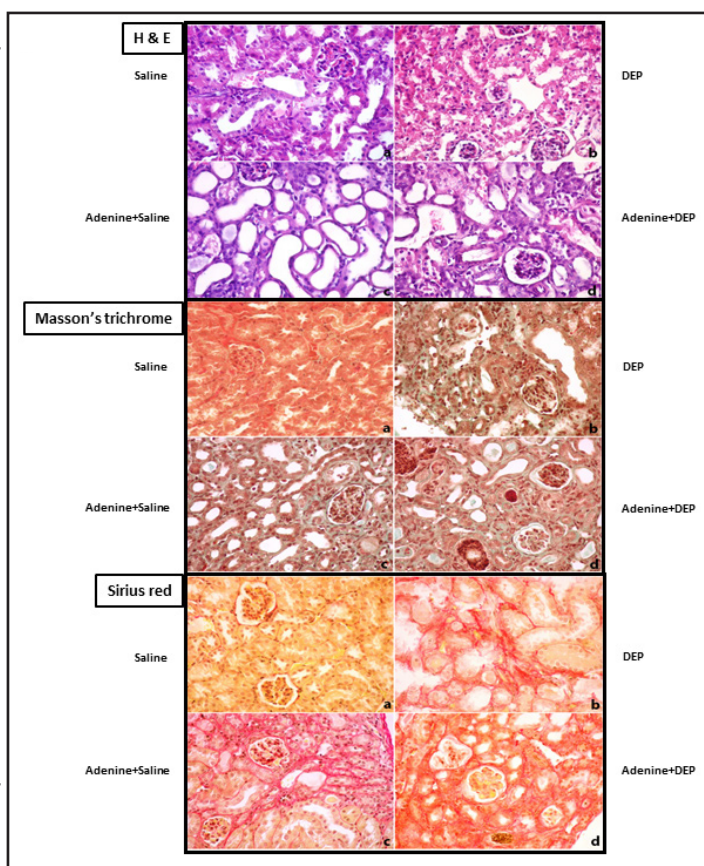 H & E
Saline
DEP
a
b
Adenine+Saline
Adenine+DEP
c
d
Masson's trichrome
Saline
DEP
a
b
Adenine+Saline
Adenine+DEP
c
d
Sirius red
Saline
DEP
a
b
Adenine+Saline
Adenine+DEP
c
d